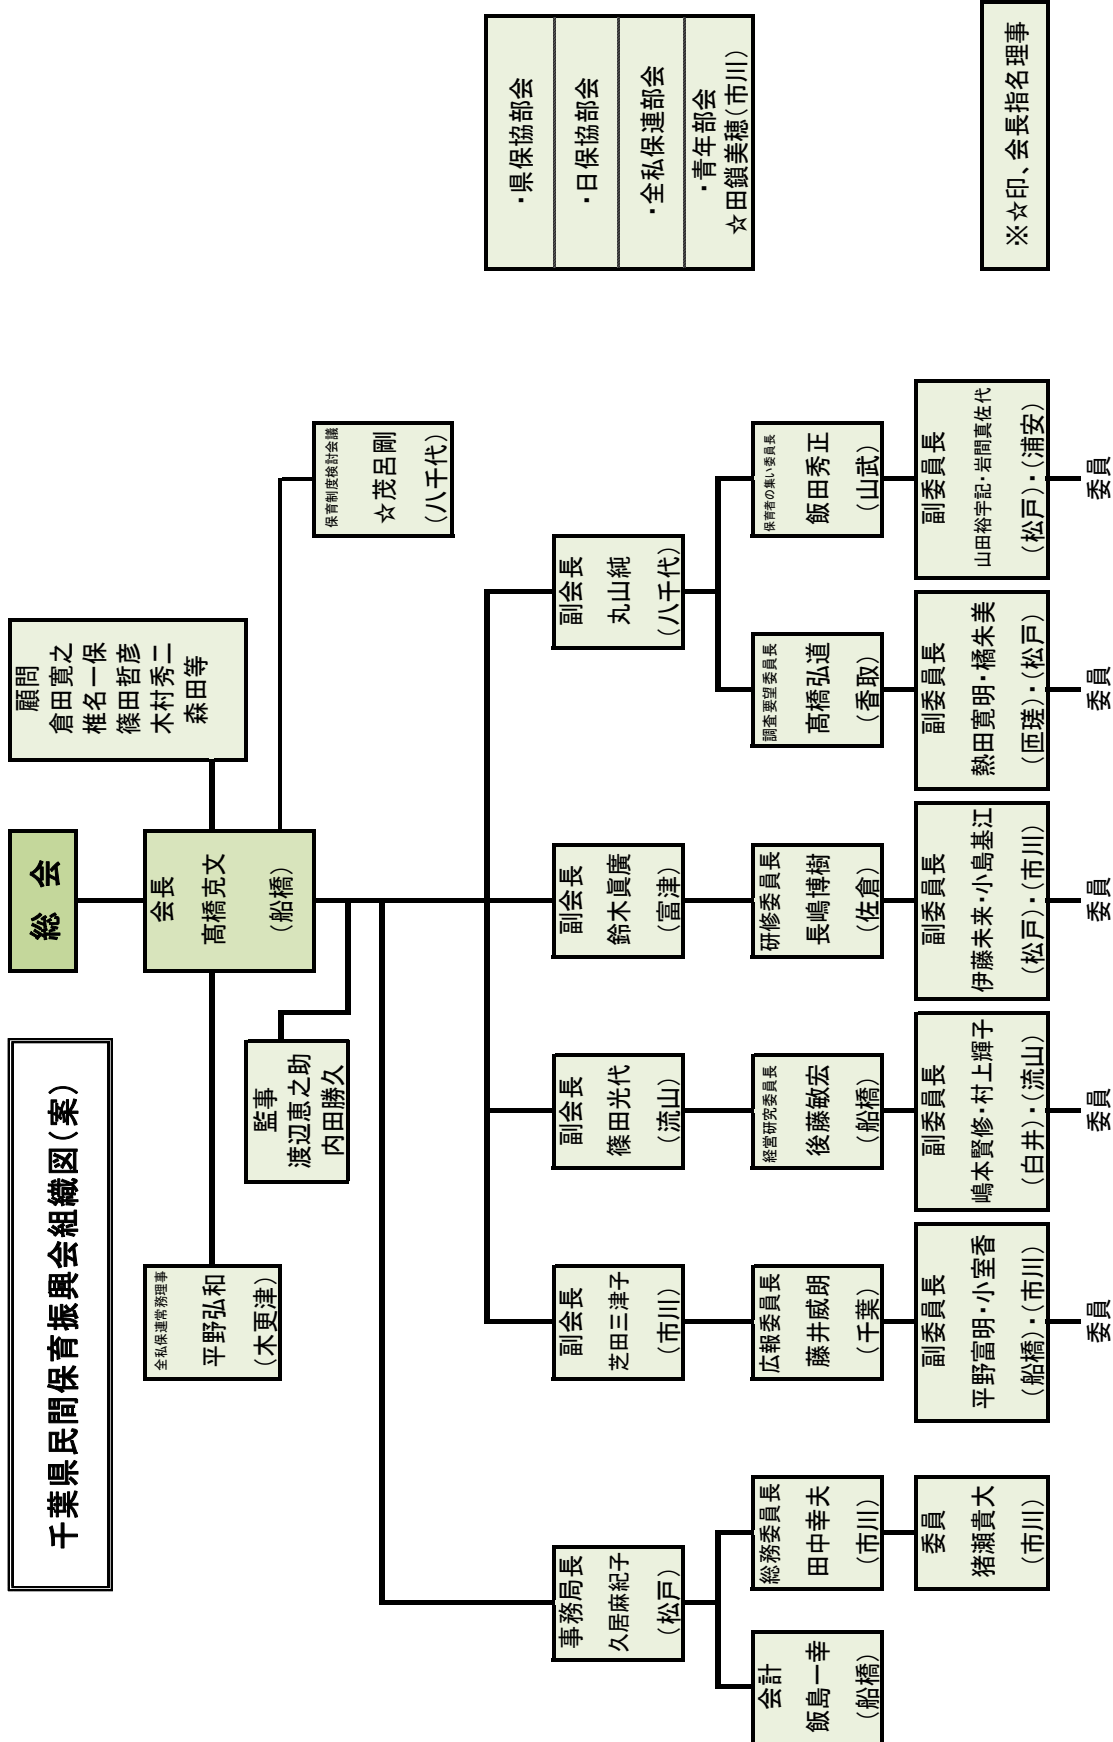 千葉県民間保育振興会組織図(案)
総 会
会長
髙橋克文
(船橋)
顧問
倉田寛之
椎名一保
篠田哲彦
木村秀二
森田等
全私保連常務理事
平野弘和
(木更津)
監事
渡辺恵之助
内田勝久
保育制度検討会議
☆茂呂剛
(八千代)
事務局長
久居麻紀子
(松戸)
副会長
芝田三津子
(市川)
副会長
篠田光代
(流山)
副会長
鈴木眞廣
(富津)
副会長
丸山純
(八千代)
・県保協部会
・日保協部会
・全私保連部会
・青年部会
☆田鎖美穂(市川)
会計
飯島一幸
(船橋)
総務委員長
田中幸夫
(市川)
広報委員長
藤井威朗
(千葉)
経営研究委員長
後藤敏宏
(船橋)
研修委員長
長嶋博樹
(佐倉)
調査要望委員長
髙橋弘道
(香取)
保育者の集い委員長
飯田秀正
(山武)
委員
猪瀬貴大
(市川)
副委員長
平野富明・小室香
(船橋)・(市川)
副委員長
嶋本賢修・村上輝子
(白井)・(流山)
副委員長
伊藤未来・小島基江
(松戸)・(市川)
副委員長
熱田寛明・橘朱美
(匝瑳)・(松戸)
副委員長
山田裕宇記・岩間真佐代
(松戸)・(浦安)
※☆印、会長指名理事
委員
委員
委員
委員
委員